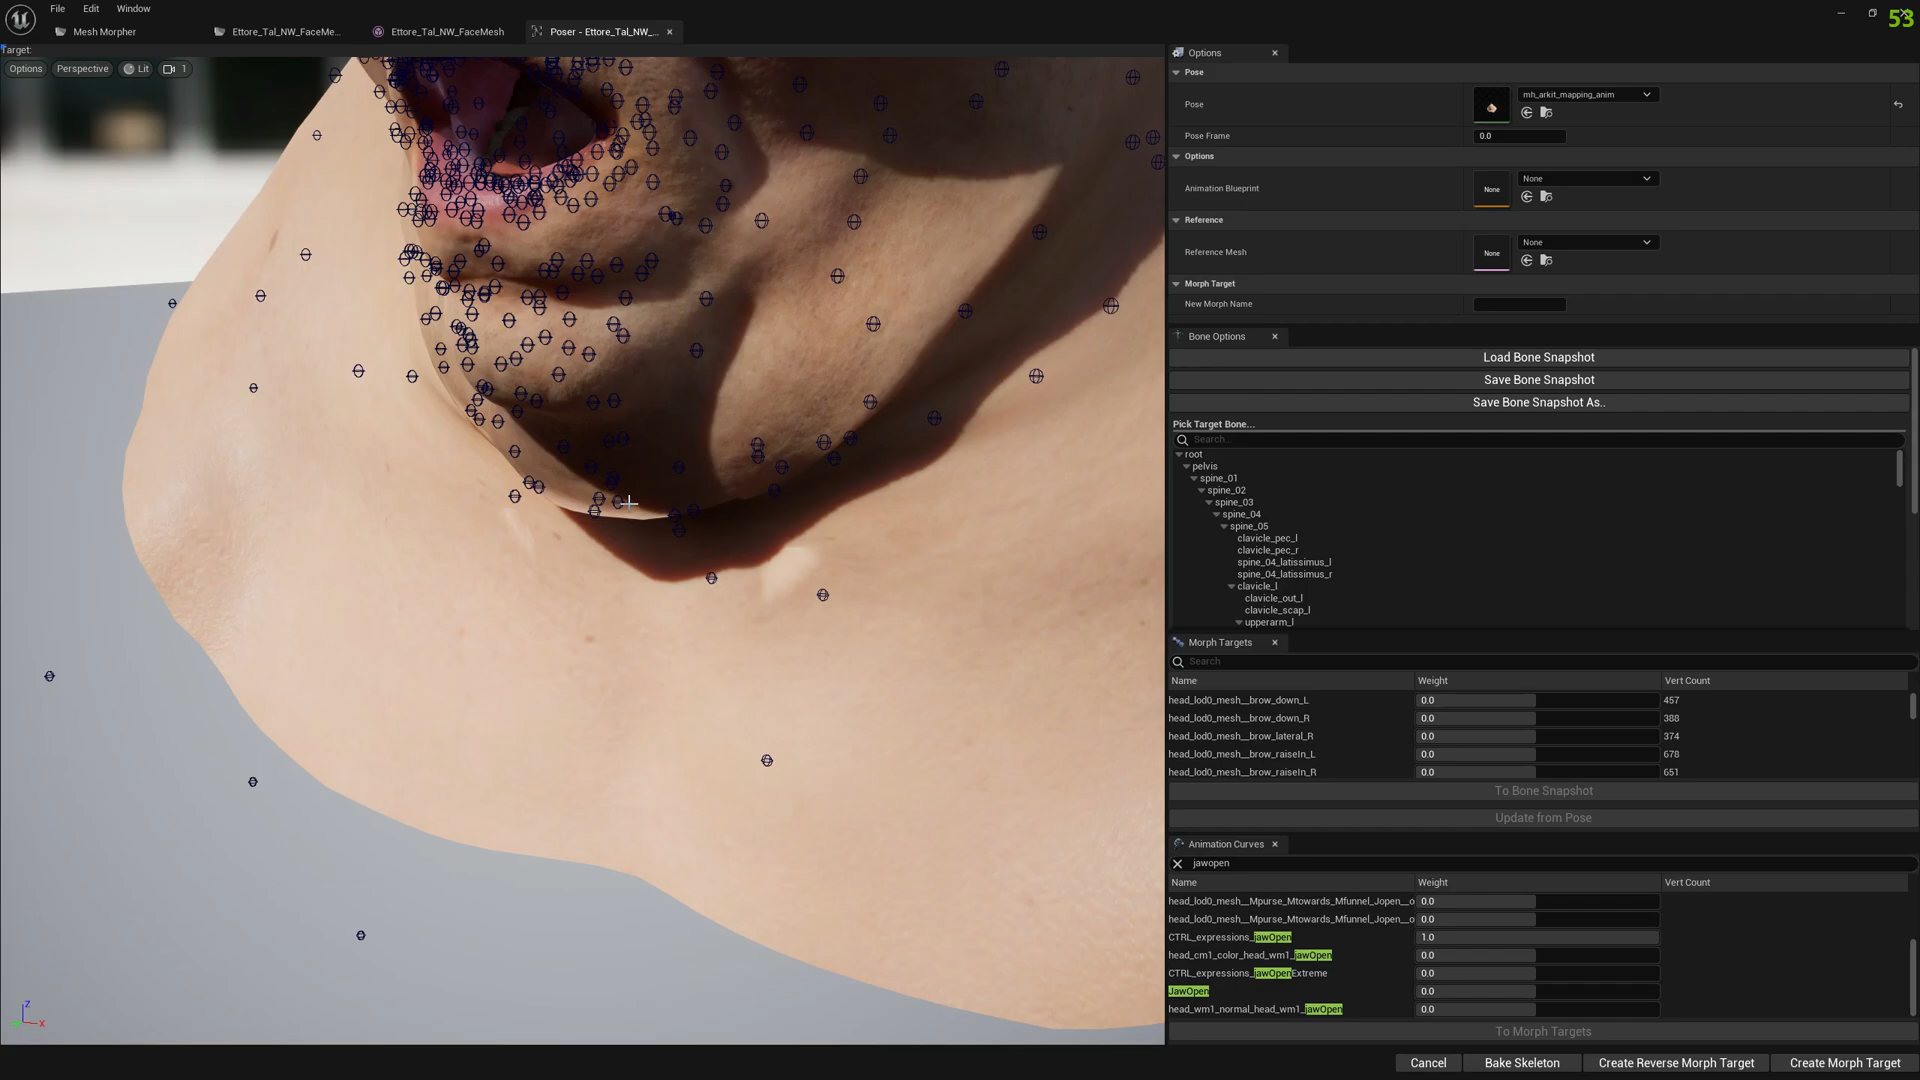 File Edit Window
53
Mesh Morpher
Ettore_Tal_NW_FaceMe...
Ettore_Tal_NW_FaceMesh
Poser - Ettore_Tal_NW_...
Target:
Options
Perspective
Lit
1
Z
X
Options
Pose
Pose
mh_arkit_mapping_anim
Pose Frame
0.0
Options
Animation Blueprint
None
None
Reference
Reference Mesh
None
None
Morph Target
New Morph Name
Bone Options
Load Bone Snapshot
Save Bone Snapshot
Save Bone Snapshot As..
Pick Target Bone...
Search...
root
pelvis
spine_01
spine_02
spine_03
spine_04
spine_05
clavicle_pec_l
clavicle_pec_r
spine_04_latissimus_l
spine_04_latissimus_r
clavicle_l
clavicle_out_l
clavicle_scap_l
upperarm_l
Morph Targets
Search
Name Weight Vert Count
head_lod0_mesh__brow_down_L 0.0 457
head_lod0_mesh__brow_down_R 0.0 388
head_lod0_mesh__brow_lateral_R 0.0 374
head_lod0_mesh__brow_raiseIn_L 0.0 678
head_lod0_mesh__brow_raiseIn_R 0.0 651
To Bone Snapshot
Update from Pose
Animation Curves
jawopen
Name Weight Vert Count
head_lod0_mesh__Mpurse_Mtowards_Mfunnel_Jopen__o 0.0
head_lod0_mesh__Mpurse_Mtowards_Mfunnel_Jopen__o 0.0
CTRL_expressions_jawOpen 1.0
head_cm1_color_head_wm1_jawOpen 0.0
CTRL_expressions_jawOpenExtreme 0.0
JawOpen 0.0
head_wm1_normal_head_wm1_jawOpen 0.0
To Morph Targets
Cancel
Bake Skeleton
Create Reverse Morph Target
Create Morph Target